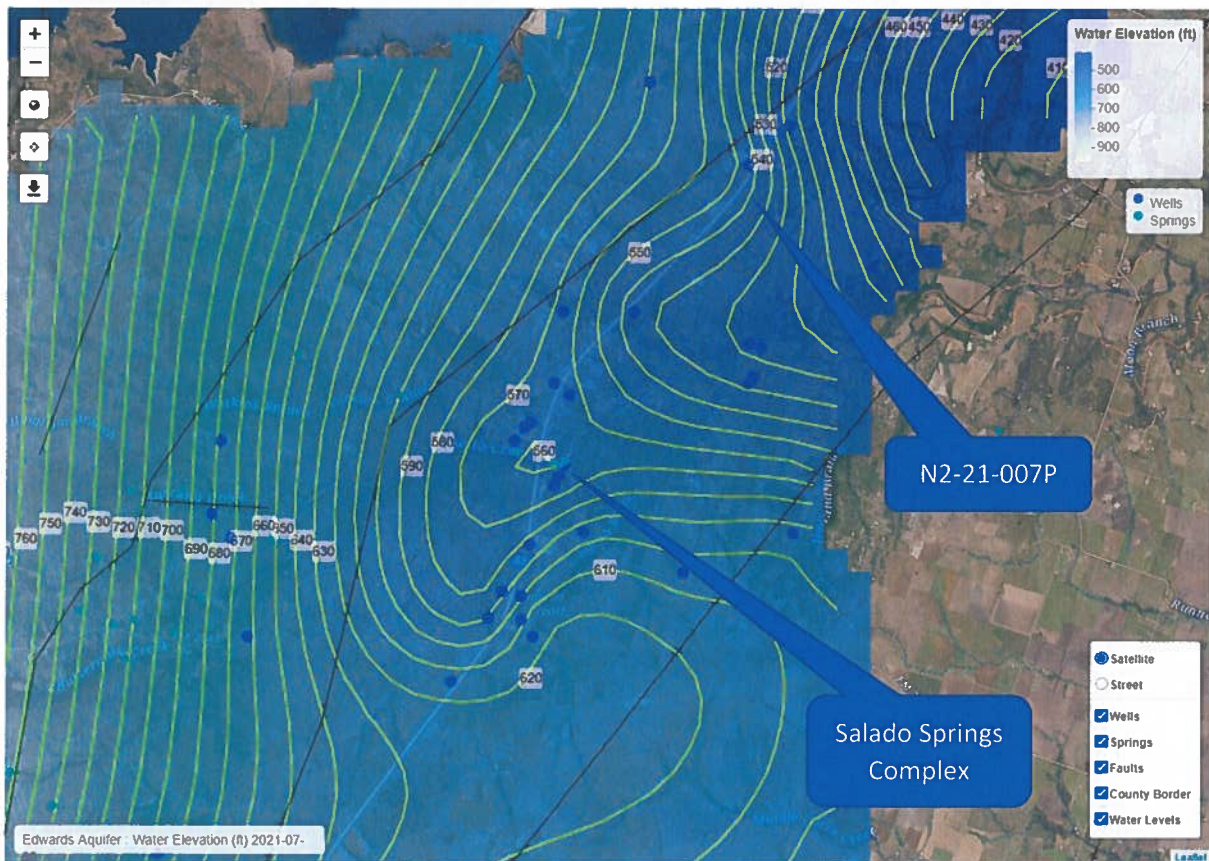 +
−
460
450
440
430
420
410
520
530
540
550
570
580
560
590
610
620
760
750
740
730
720
710
700
690
680
670
660
650
640
630
Water Elevation (ft)
500
600
700
800
900
Wells
Springs
N2-21-007P
Salado Springs
Complex
Satellite
Street
Wells
Springs
Faults
County Border
Water Levels
Edwards Aquifer : Water Elevation (ft) 2021-07-
Leaflet